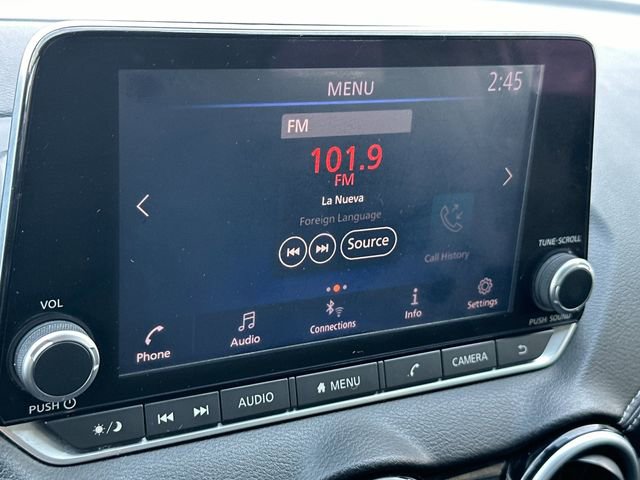 MENU
2:45
FM
101.9
FM
La Nueva
Foreign Language
Source
Call History
Phone
Audio
Connections
Info
Settings
VOL
PUSH
TUNE·SCROLL
PUSH SOUND
AUDIO
MENU
CAMERA